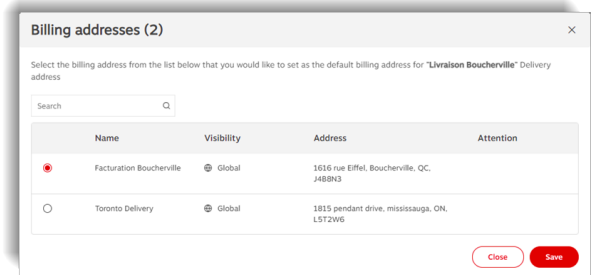 Billing addresses (2)
Select the billing address from the list below that you would like to set as the default billing address for "Livraison Boucherville" Delivery
address
Search
Name Visibility Address Attention
Facturation Boucherville Global 1616 rue Eiffel, Boucherville, QC,
J4B8N3
Toronto Delivery Global 1815 pendant drive, mississauga, ON,
L5T2W6
Close Save